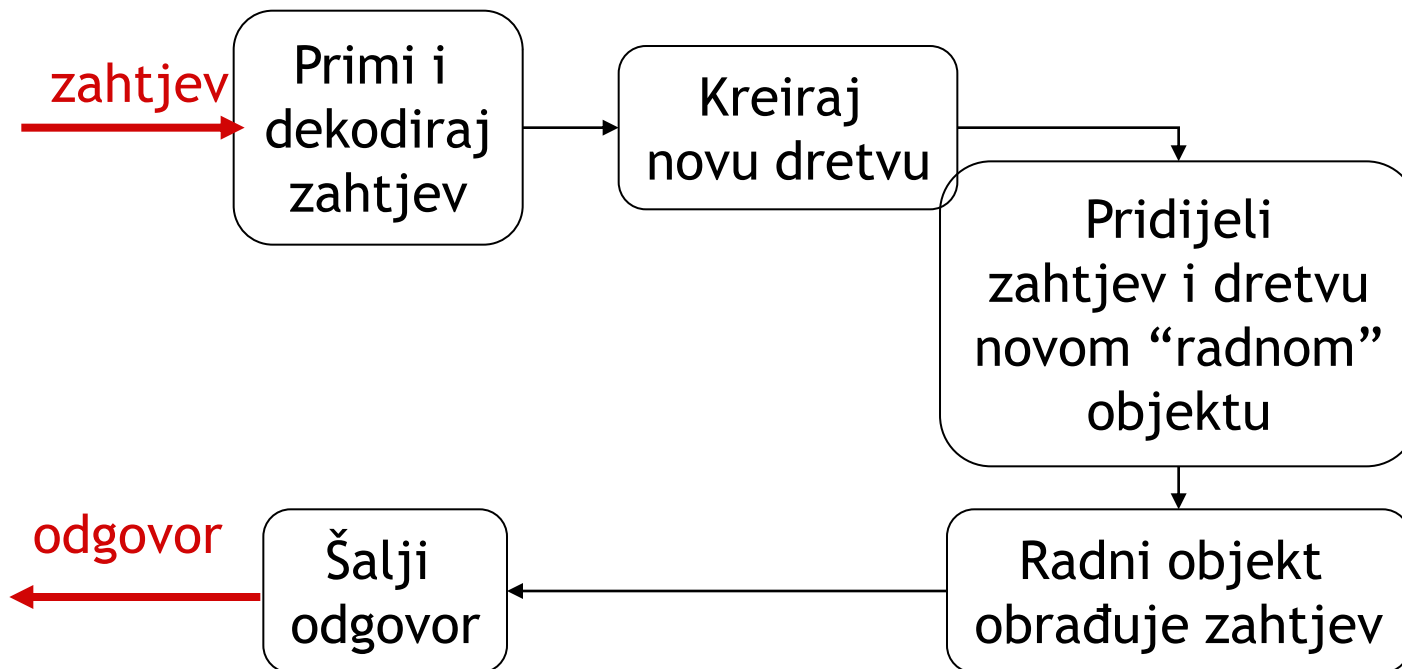 zahtjev
Primi i
dekodiraj
zahtjev
Kreiraj
novu dretvu
Pridijeli
zahtjev i dretvu
novom “radnom”
objektu
Radni objekt
obrađuje zahtjev
Šalji
odgovor
odgovor